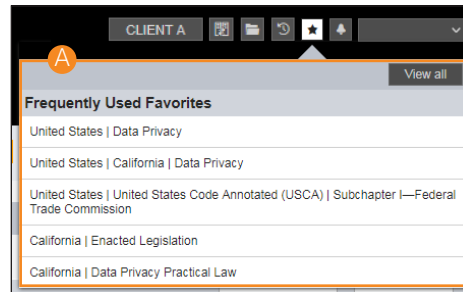 CLIENT A
A
View all
Frequently Used Favorites
United States | Data Privacy
United States | California | Data Privacy
United States | United States Code Annotated (USCA) | Subchapter I—Federal
Trade Commission
California | Enacted Legislation
California | Data Privacy Practical Law